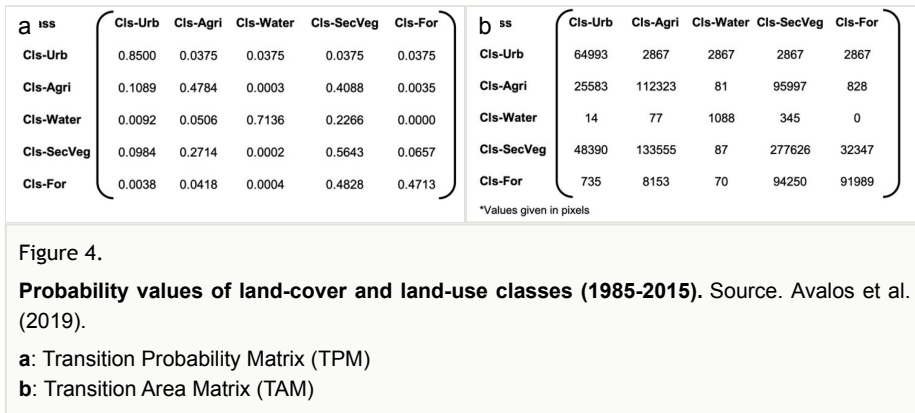 a ss Cls-Urb Cls-Agri Cls-Water Cls-SecVeg Cls-For
Cls-Urb 0.8500 0.0375 0.0375 0.0375 0.0375
Cls-Agri 0.1089 0.4784 0.0003 0.4088 0.0035
Cls-Water 0.0092 0.0506 0.7136 0.2266 0.0000
Cls-SecVeg 0.0984 0.2714 0.0002 0.5643 0.0657
Cls-For 0.0038 0.0418 0.0004 0.4828 0.4713
b ss Cls-Urb Cls-Agri Cls-Water Cls-SecVeg Cls-For
Cls-Urb 64993 2867 2867 2867 2867
Cls-Agri 25583 112323 81 95997 828
Cls-Water 14 77 1088 345 0
Cls-SecVeg 48390 133555 87 277626 32347
Cls-For 735 8153 70 94250 91989
*Values given in pixels
Figure 4.
Probability values of land-cover and land-use classes (1985-2015). Source. Avalos et al.
(2019).
a: Transition Probability Matrix (TPM)
b: Transition Area Matrix (TAM)